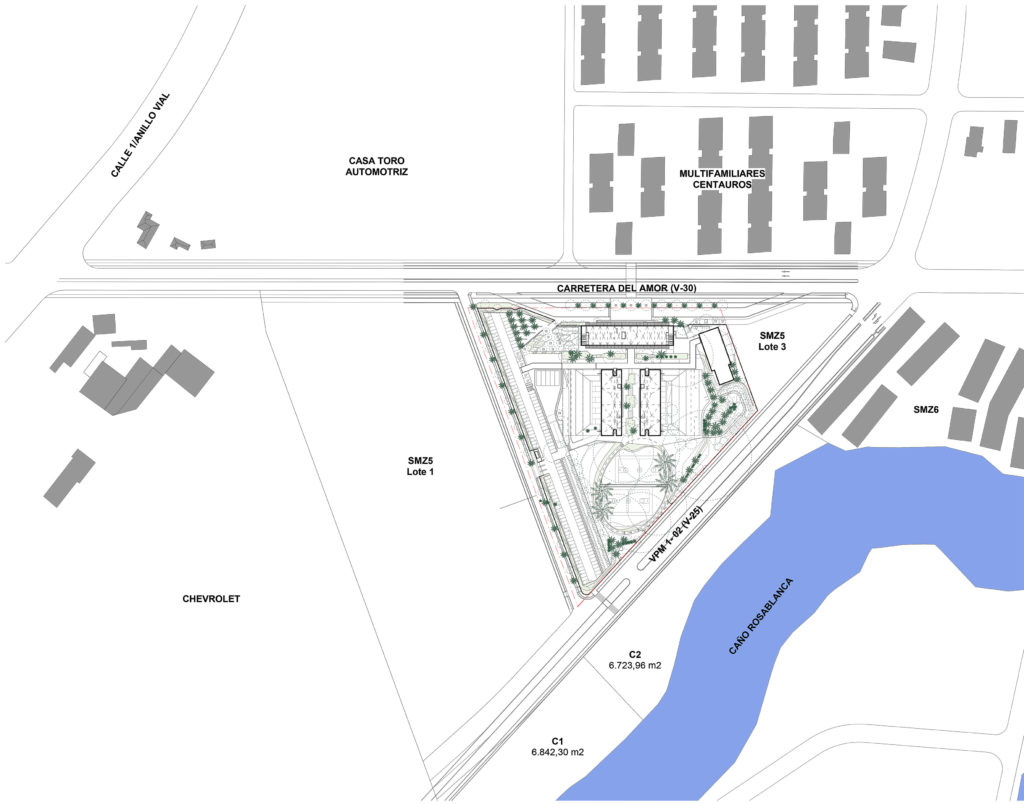 CALLE 1/ANILLO VIAL
CASA TORO
AUTOMOTRIZ
MULTIFAMILIARES
CENTAUROS
CARRETERA DEL AMOR (V-30)
SMZ5
Lote 3
SMZ6
SMZ5
Lote 1
VPM 1- 02 (V-25)
CHEVROLET
CAÑO ROSABLANCA
C2
6.723,96 m2
C1
6.842,30 m2